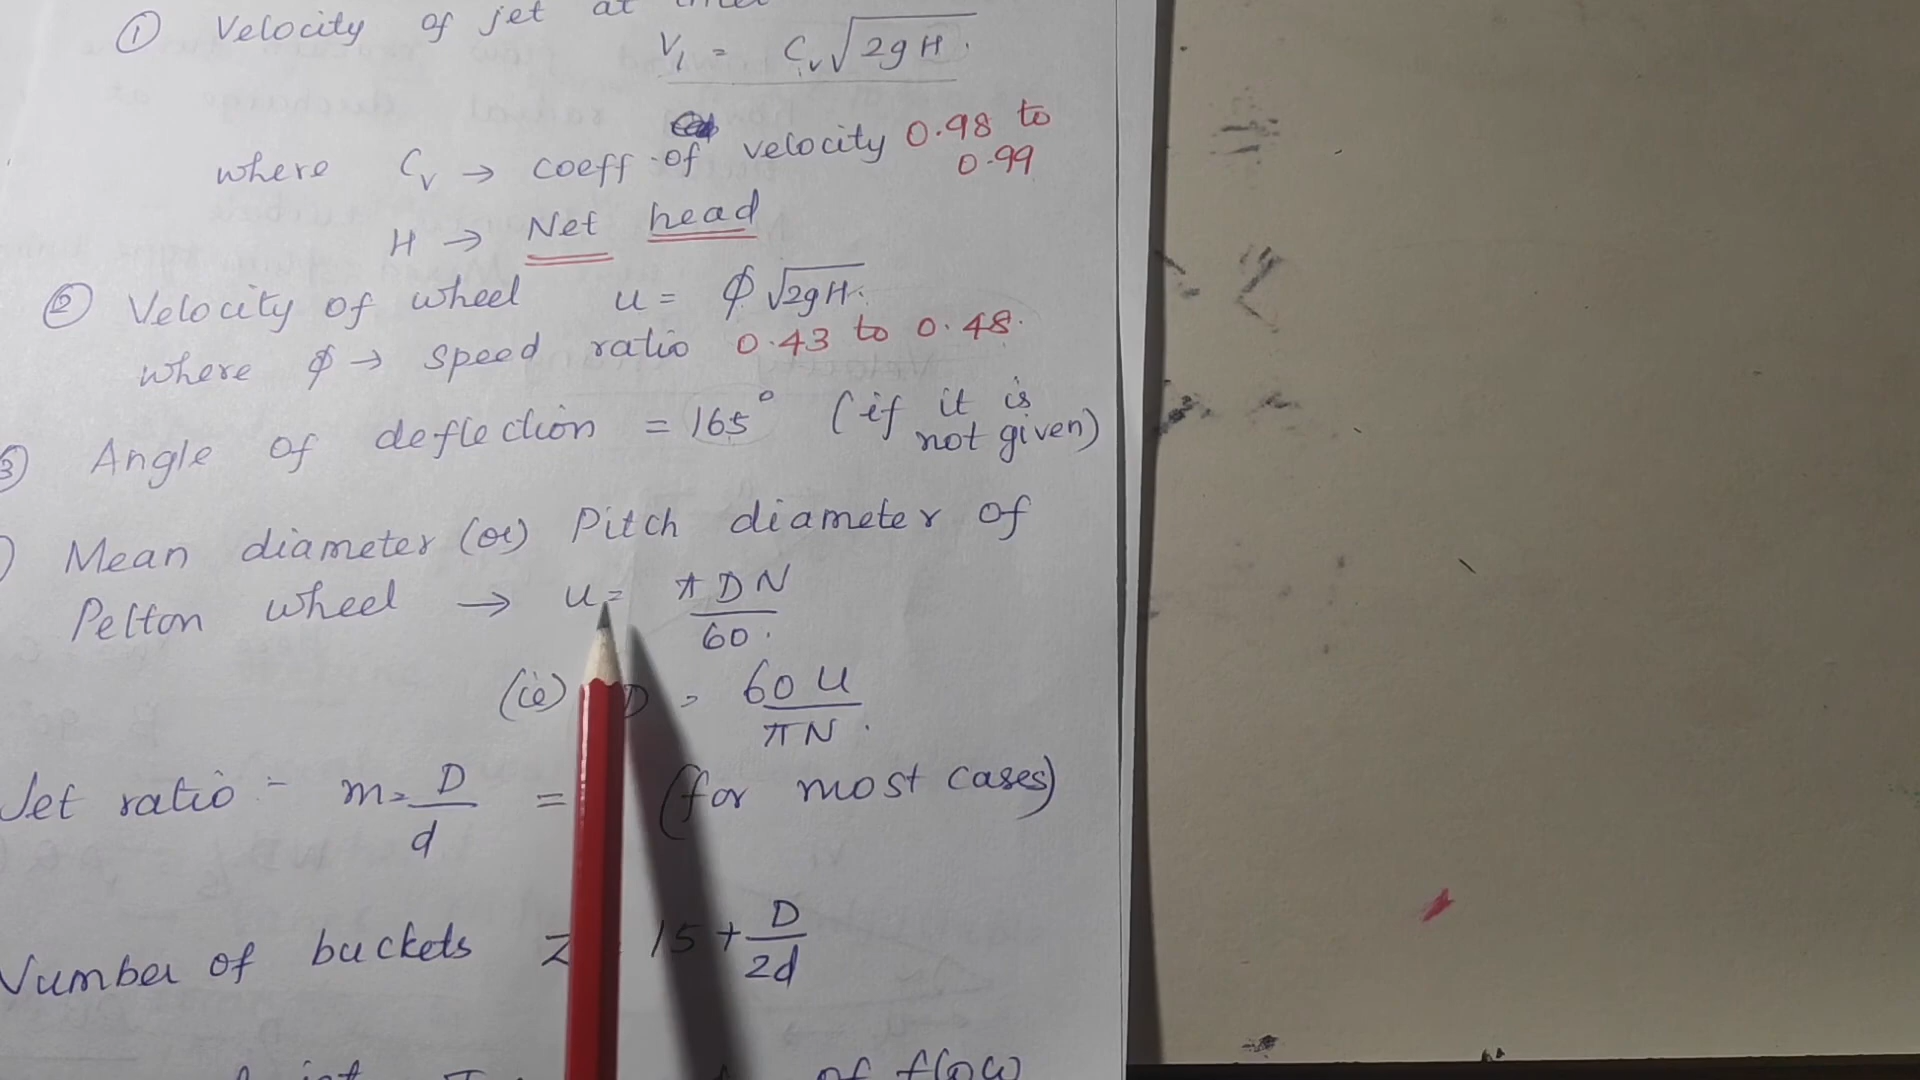 ① Velocity of jet at
V₁ = Cᵥ√2gH.
where Cᵥ → coeff. of velocity 0.98 to 0.99
H → Net head
② Velocity of wheel u = ϕ √2gH.
where ϕ → speed ratio 0.43 to 0.48.
3) Angle of deflection = 165° (if it is not given)
) Mean diameter (or) Pitch diameter of
Pelton wheel → u = πDN/60.
(ie) D = 60 u/πN.
Jet ratio - m = D/d = (for most cases)
Number of buckets z 15 + D/2d
of flow